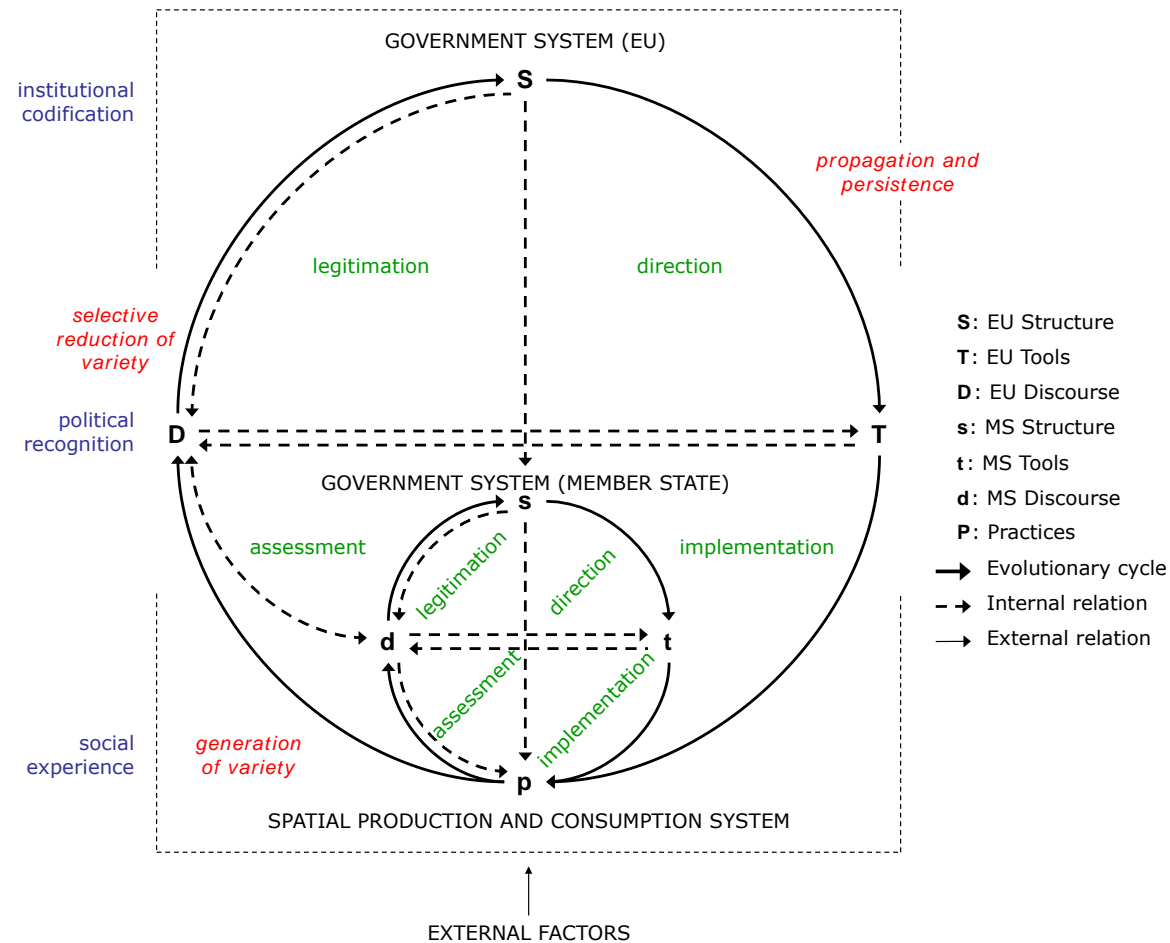 GOVERNMENT SYSTEM (EU)
S
institutional
codification
propagation and
persistence
legitimation
direction
selective
reduction of
variety
political
recognition
D
T
GOVERNMENT SYSTEM (MEMBER STATE)
s
assessment
implementation
legitimation
direction
d
t
assessment
implementation
social
experience
generation
of variety
p
SPATIAL PRODUCTION AND CONSUMPTION SYSTEM
EXTERNAL FACTORS
S: EU Structure
T: EU Tools
D: EU Discourse
s: MS Structure
t: MS Tools
d: MS Discourse
P: Practices
Evolutionary cycle
Internal relation
External relation